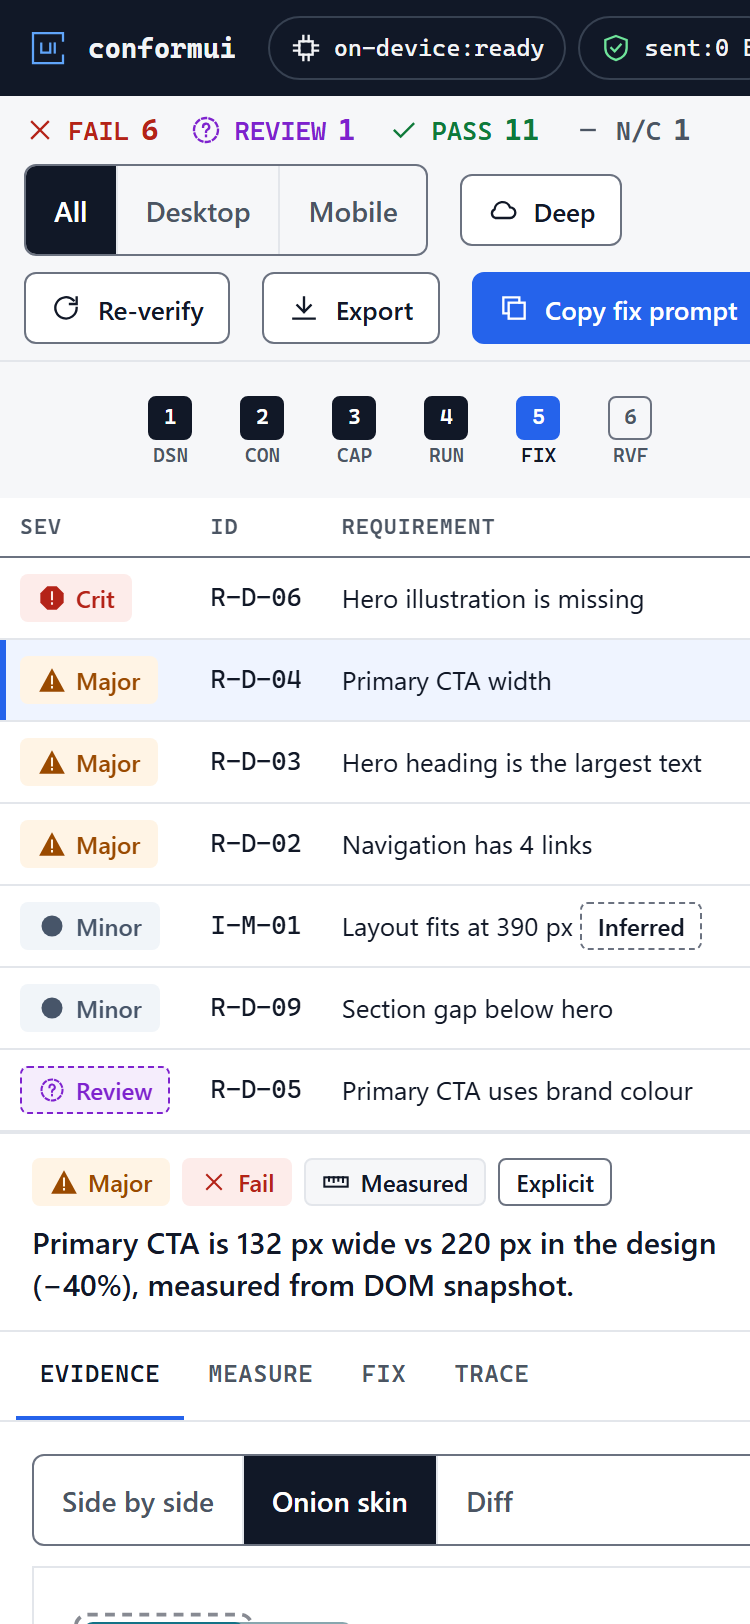 conformui on-device:ready sent:0
FAIL 6 REVIEW 1 PASS 11 N/C 1
All Desktop Mobile Deep
Re-verify Export Copy fix prompt
1 2 3 4 5 6
DSN CON CAP RUN FIX RVF
SEV ID REQUIREMENT
Crit R-D-06 Hero illustration is missing
Major R-D-04 Primary CTA width
Major R-D-03 Hero heading is the largest text
Major R-D-02 Navigation has 4 links
Minor I-M-01 Layout fits at 390 px Inferred
Minor R-D-09 Section gap below hero
Review R-D-05 Primary CTA uses brand colour
Major Fail Measured Explicit
Primary CTA is 132 px wide vs 220 px in the design
(−40%), measured from DOM snapshot.
EVIDENCE MEASURE FIX TRACE
Side by side Onion skin Diff